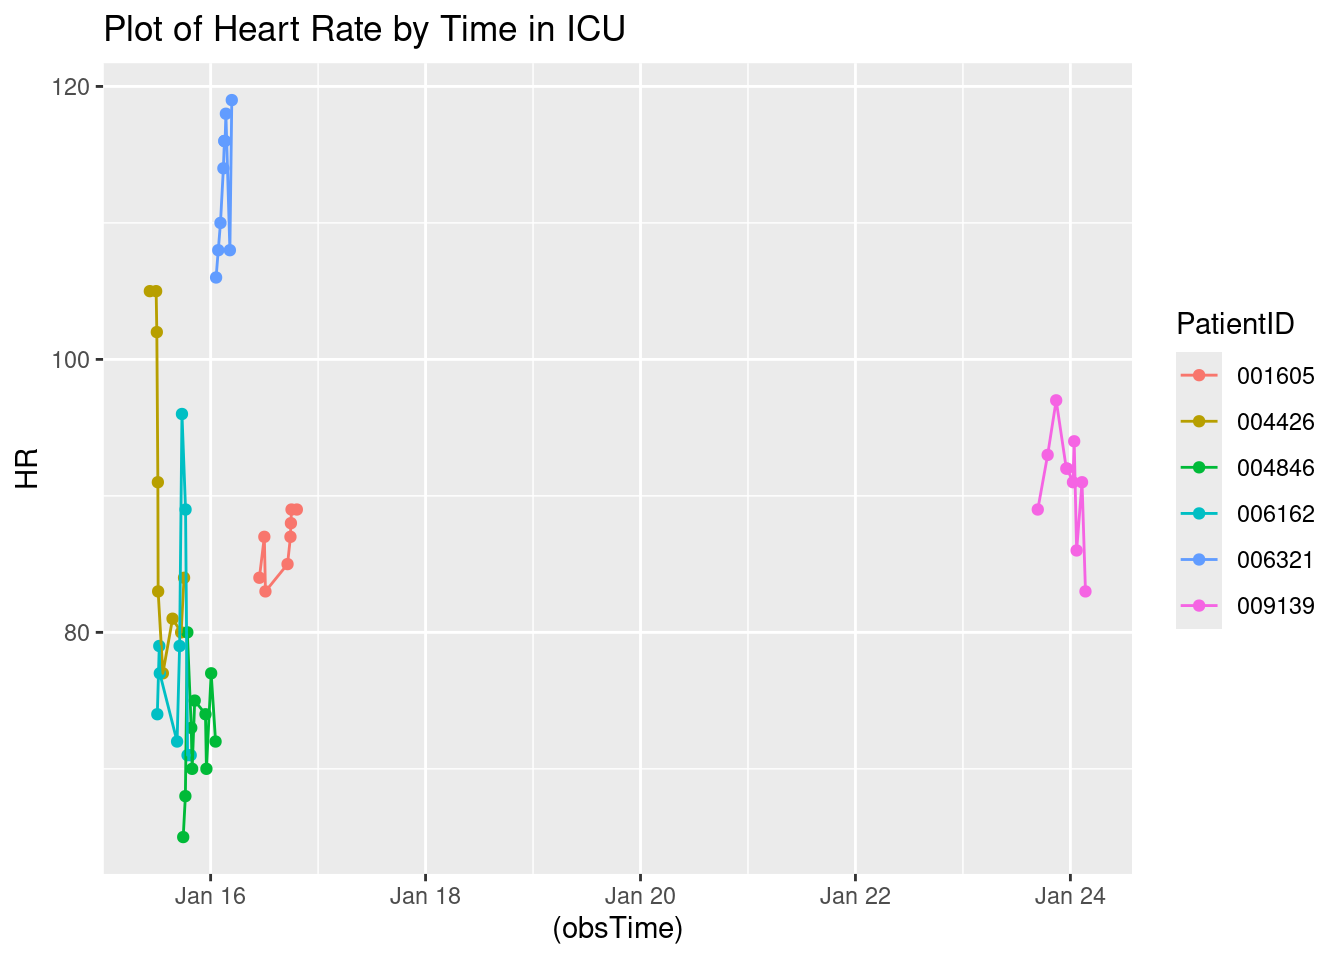 Plot of Heart Rate by Time in ICU
120
100
80
HR
Jan 16
Jan 18
Jan 20
Jan 22
Jan 24
(obsTime)
PatientID
001605
004426
004846
006162
006321
009139